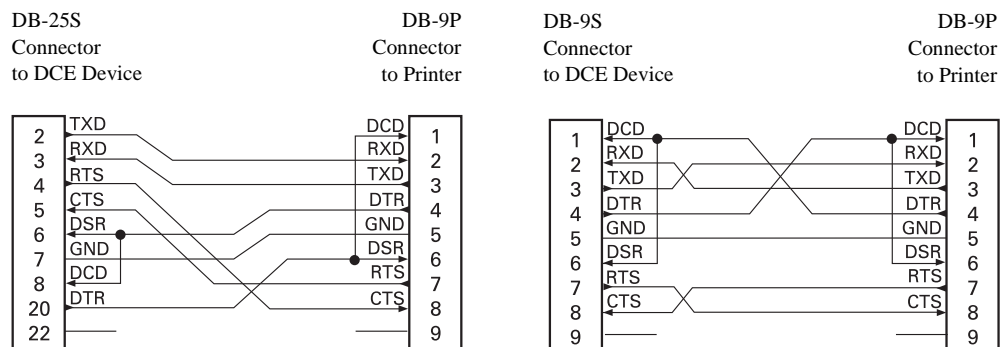 DB-25S
Connector
to DCE Device
DB-9P
Connector
to Printer
2 TXD
3 RXD
4 RTS
5 CTS
6 DSR
7 GND
8 DCD
20 DTR
22
DCD 1
RXD 2
TXD 3
DTR 4
GND 5
DSR 6
RTS 7
CTS 8
9
DB-9S
Connector
to DCE Device
DB-9P
Connector
to Printer
1 DCD
2 RXD
3 TXD
4 DTR
5 GND
6 DSR
7 RTS
8 CTS
9
DCD 1
RXD 2
TXD 3
DTR 4
GND 5
DSR 6
RTS 7
CTS 8
9